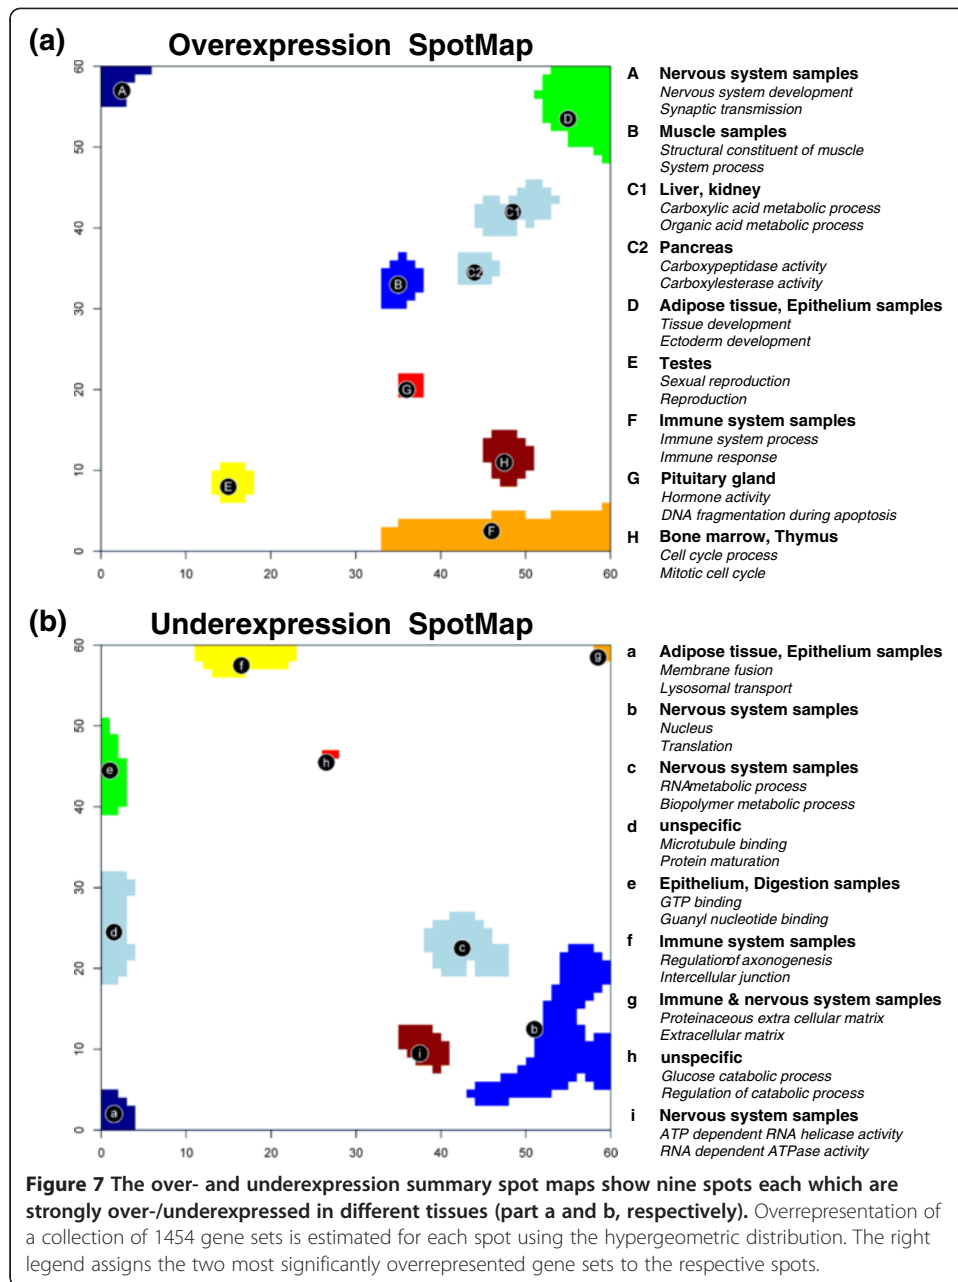 (a)
Overexpression SpotMap
60
50
40
30
20
10
0
0 10 20 30 40 50 60
A
D
C1
C2
B
G
H
E
F
A Nervous system samples
Nervous system development
Synaptic transmission
B Muscle samples
Structural constituent of muscle
System process
C1 Liver, kidney
Carboxylic acid metabolic process
Organic acid metabolic process
C2 Pancreas
Carboxypeptidase activity
Carboxylesterase activity
D Adipose tissue, Epithelium samples
Tissue development
Ectoderm development
E Testes
Sexual reproduction
Reproduction
F Immune system samples
Immune system process
Immune response
G Pituitary gland
Hormone activity
DNA fragmentation during apoptosis
H Bone marrow, Thymus
Cell cycle process
Mitotic cell cycle
(b)
Underexpression SpotMap
60
50
40
30
20
10
0
0 10 20 30 40 50 60
f
g
h
e
d
c
b
i
a
a Adipose tissue, Epithelium samples
Membrane fusion
Lysosomal transport
b Nervous system samples
Nucleus
Translation
c Nervous system samples
RNAmetabolic process
Biopolymer metabolic process
d unspecific
Microtubule binding
Protein maturation
e Epithelium, Digestion samples
GTP binding
Guanyl nucleotide binding
f Immune system samples
Regulationof axonogenesis
Intercellular junction
g Immune & nervous system samples
Proteinaceous extra cellular matrix
Extracellular matrix
h unspecific
Glucose catabolic process
Regulation of catabolic process
i Nervous system samples
ATP dependent RNA helicase activity
RNA dependent ATPase activity
Figure 7 The over- and underexpression summary spot maps show nine spots each which are
strongly over-/underexpressed in different tissues (part a and b, respectively). Overrepresentation of
a collection of 1454 gene sets is estimated for each spot using the hypergeometric distribution. The right
legend assigns the two most significantly overrepresented gene sets to the respective spots.